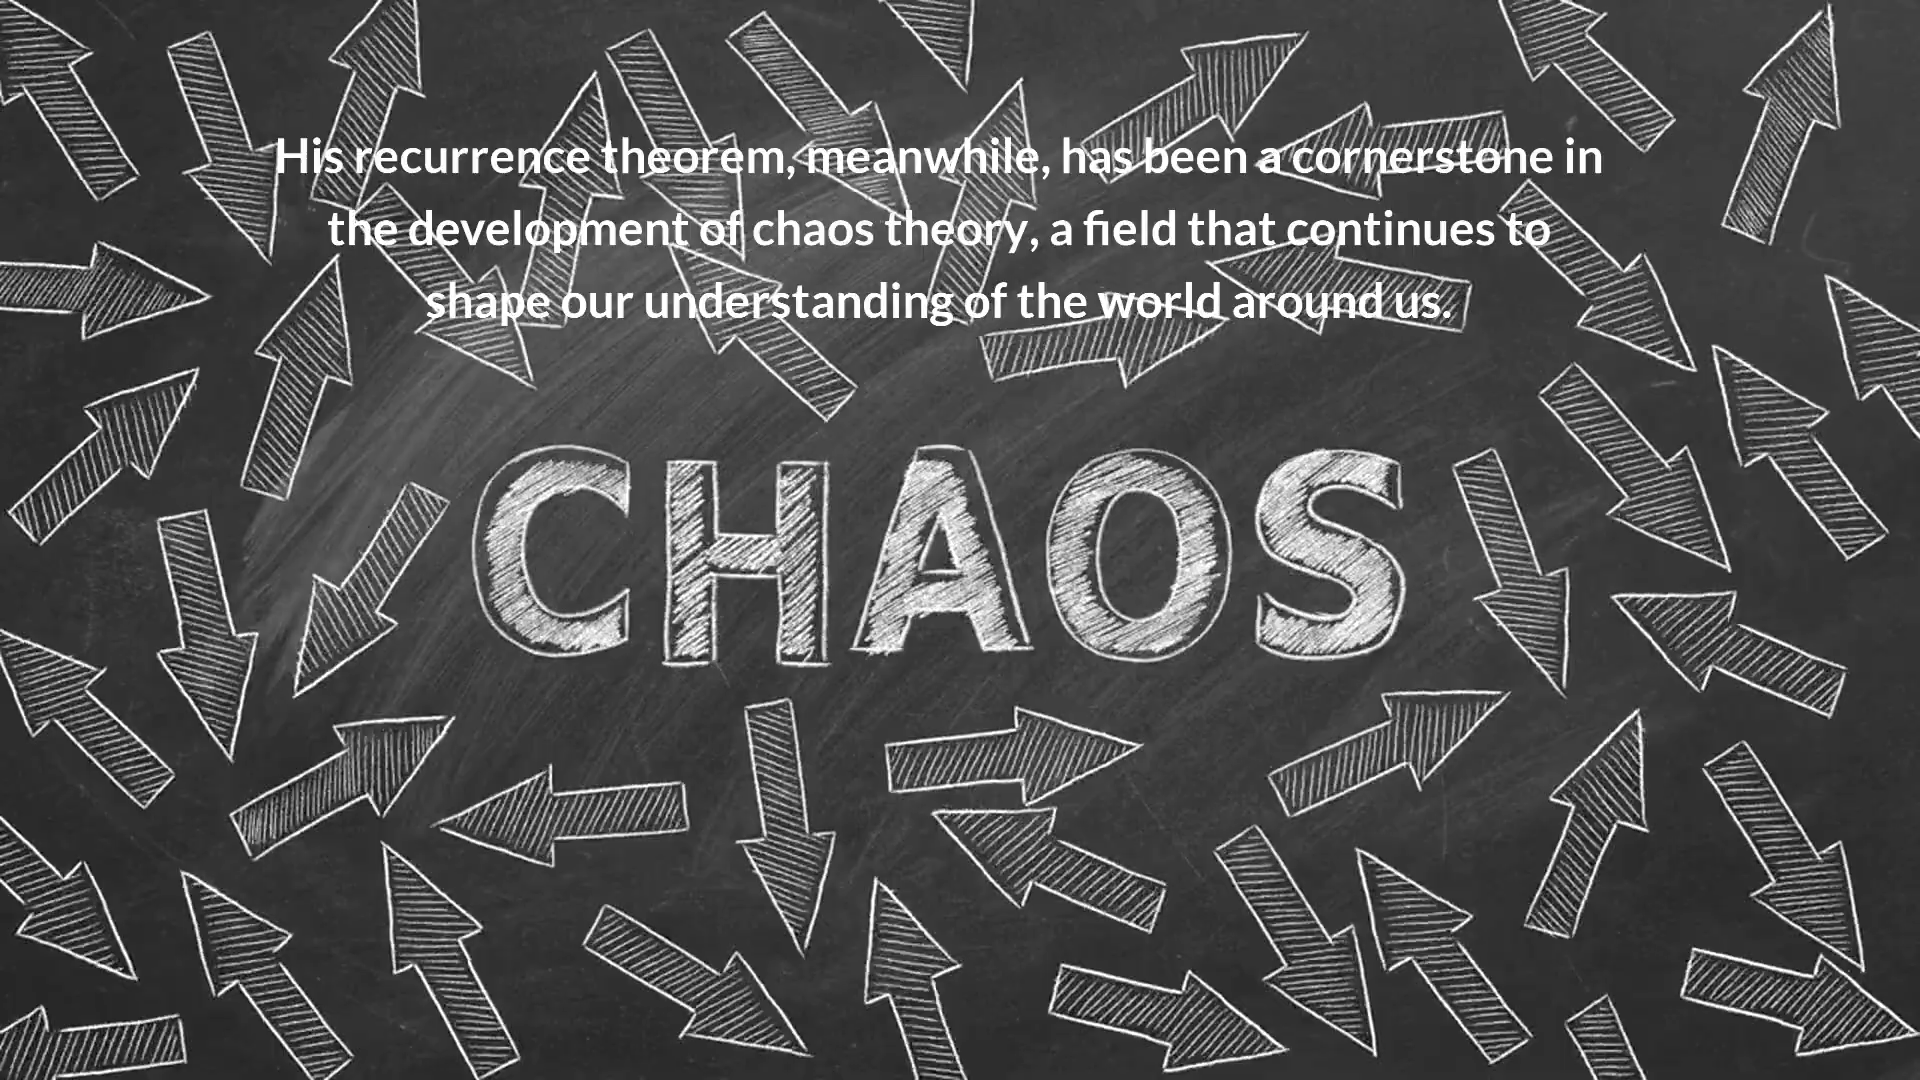 His recurrence theorem, meanwhile, has been a cornerstone in
the development of chaos theory, a field that continues to
shape our understanding of the world around us.
CHAOS